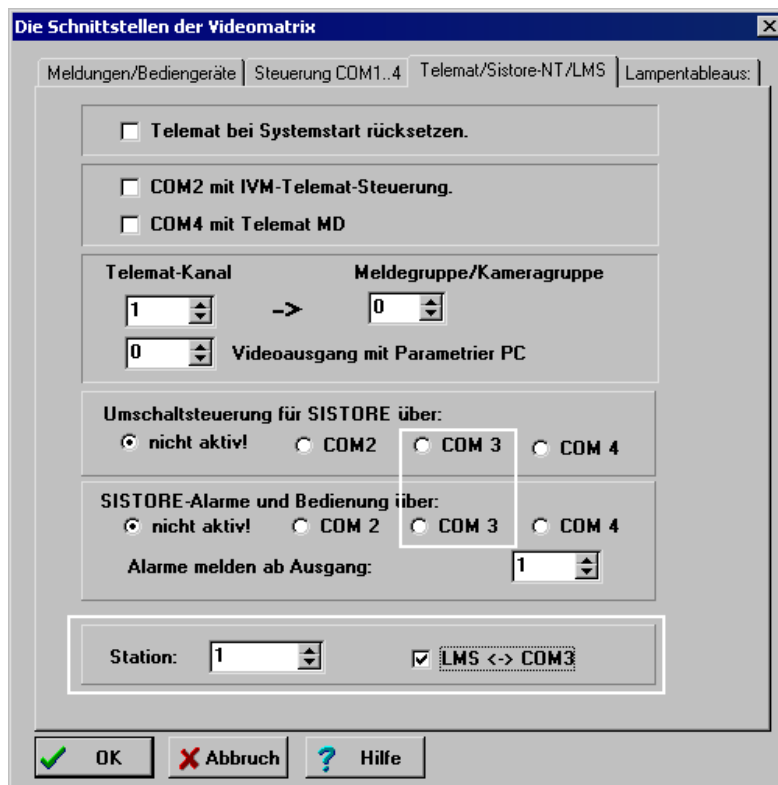 Die Schnittstellen der Videomatrix
Meldungen/Bediengeräte Steuerung COM1..4 Telemat/Sistore-NT/LMS Lampentableaus:
Telemat bei Systemstart rücksetzen.
COM2 mit IVM-Telemat-Steuerung.
COM4 mit Telemat MD
Telemat-Kanal Meldegruppe/Kameragruppe
1 -> 0
0 Videoausgang mit Parametrier PC
Umschaltsteuerung für SISTORE über:
nicht aktiv! COM2 COM 3 COM 4
SISTORE-Alarme und Bedienung über:
nicht aktiv! COM 2 COM 3 COM 4
Alarme melden ab Ausgang: 1
Station: 1 LMS <-> COM3
OK Abbruch ? Hilfe